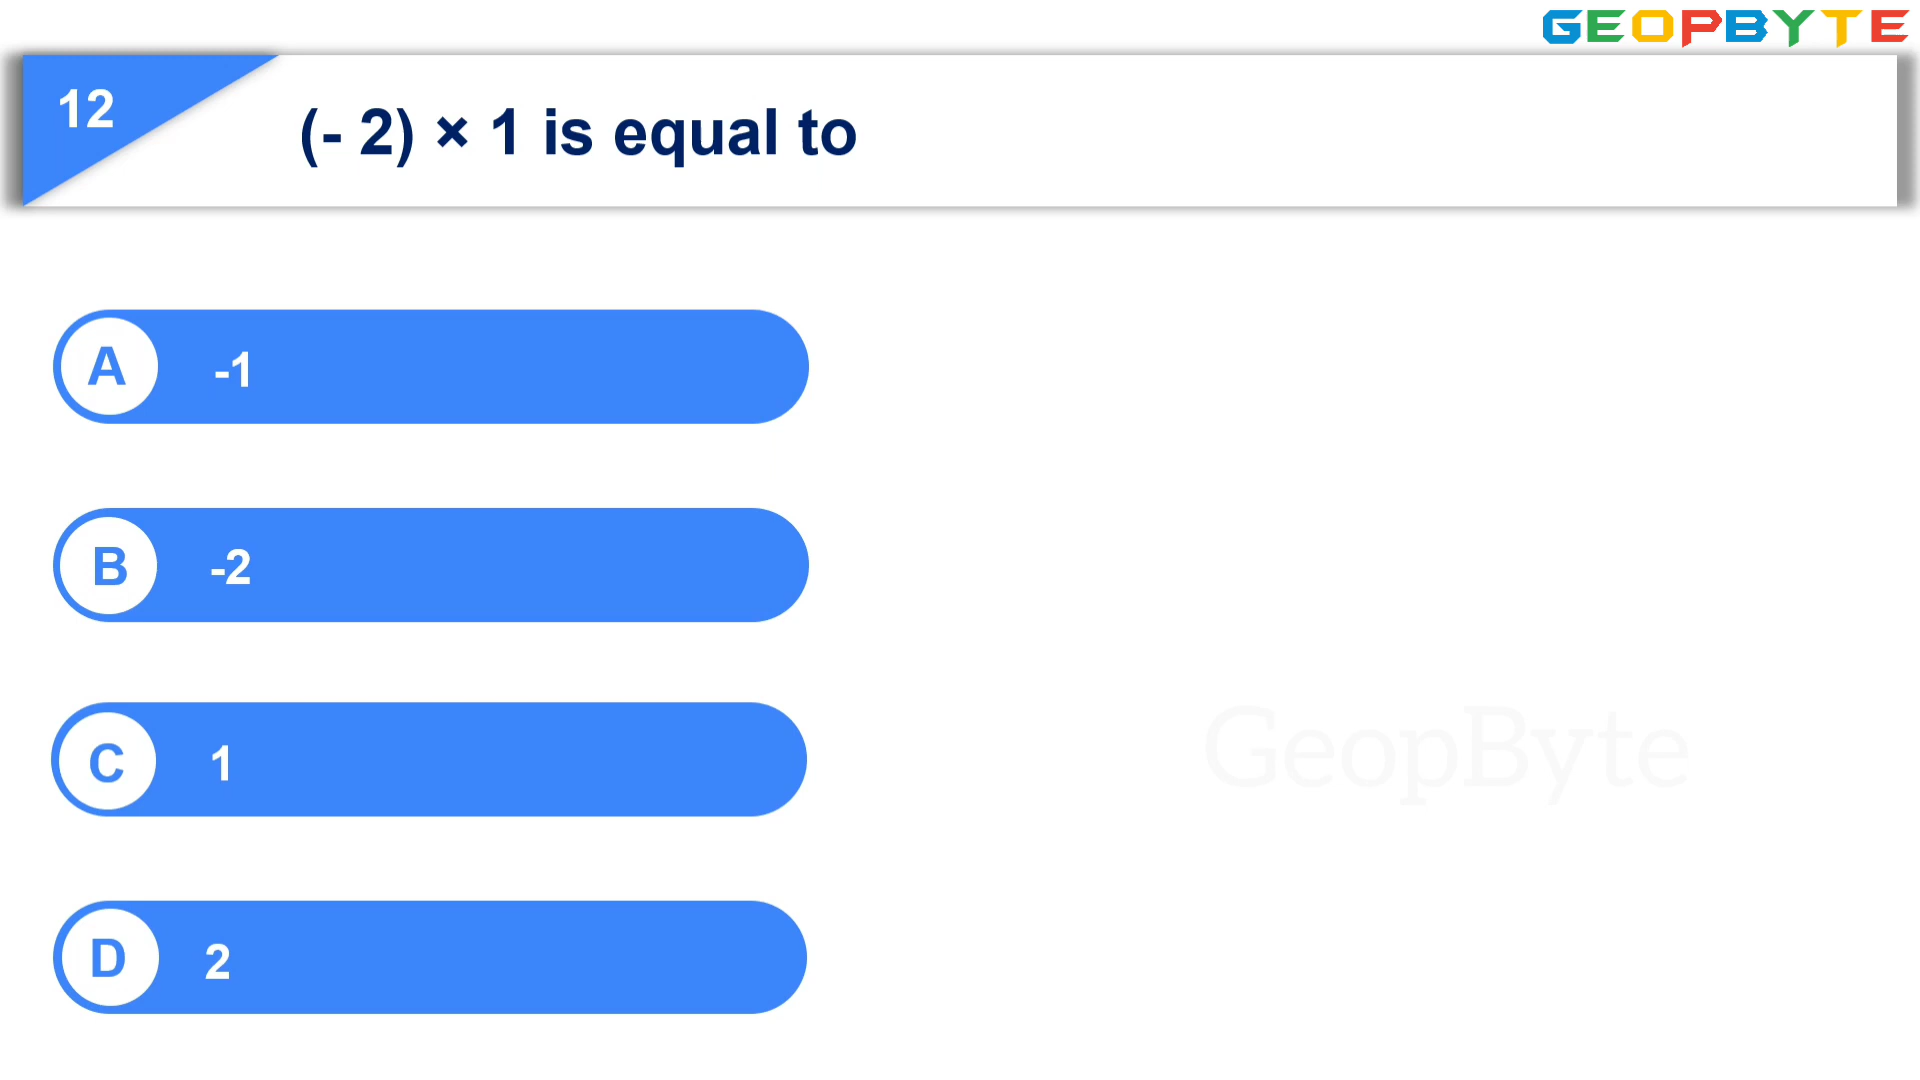 GEOPBYTE
12
(- 2) × 1 is equal to
A -1
B -2
C 1
GeopByte
D 2